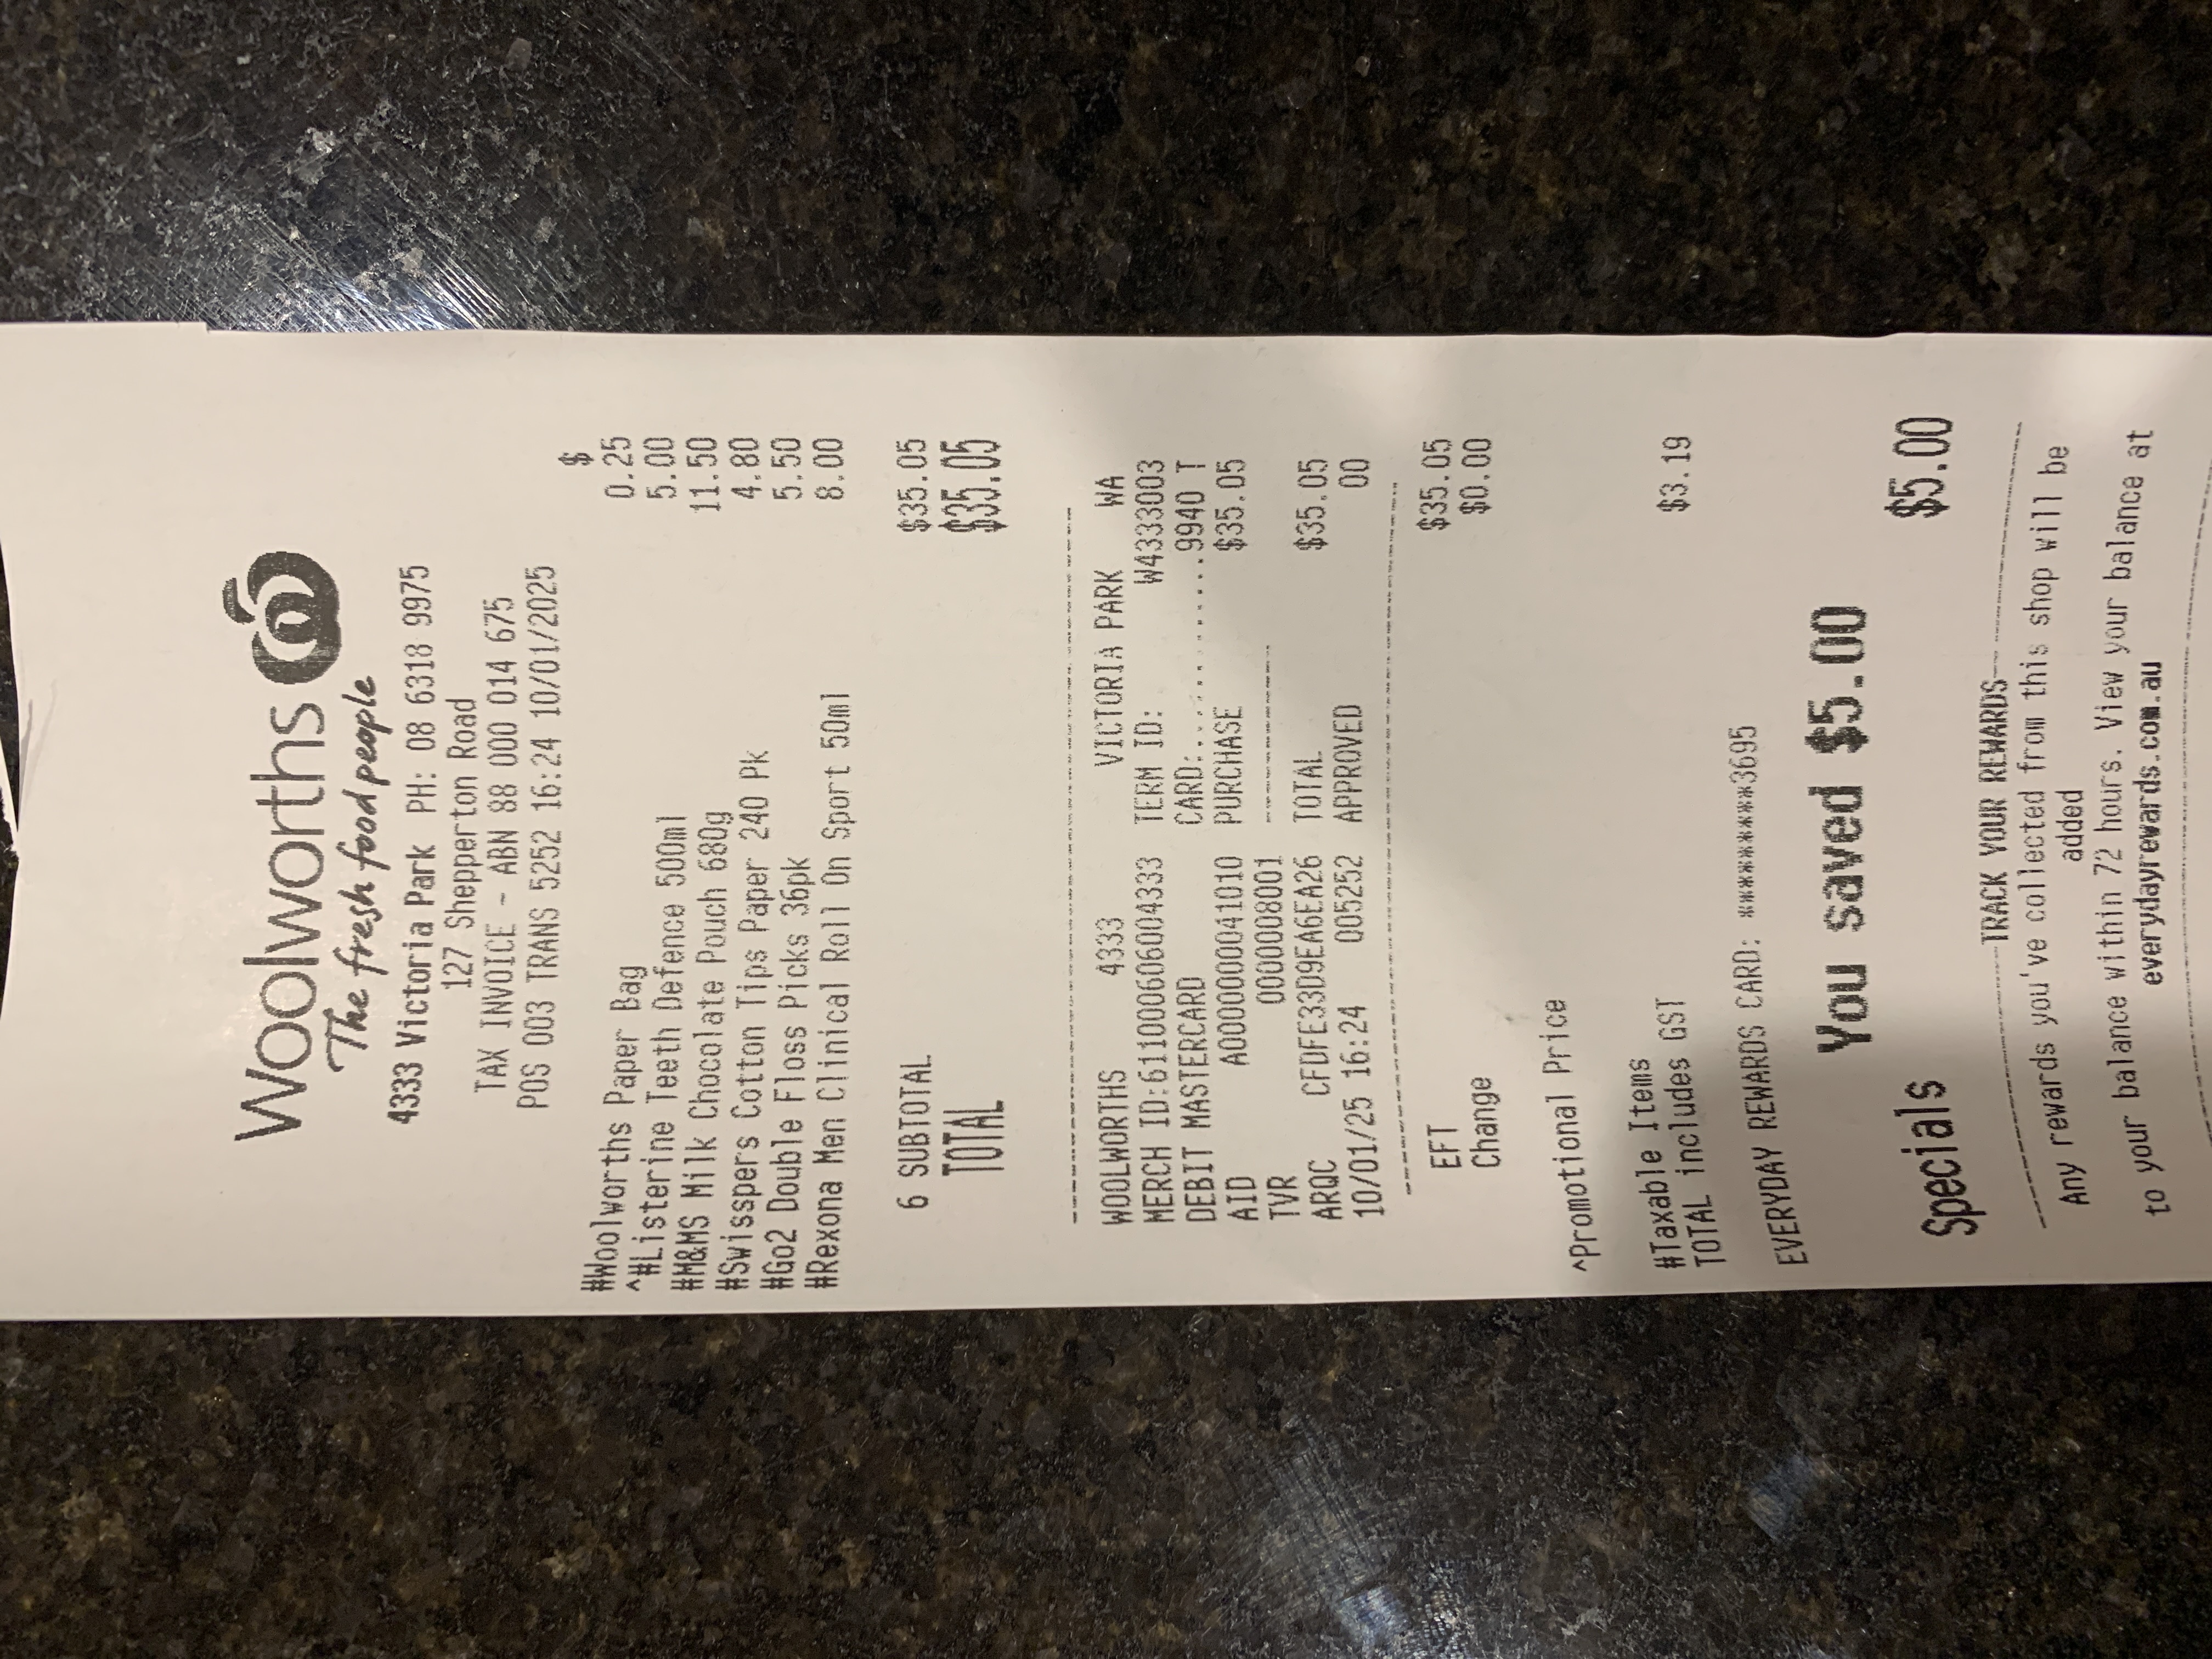 Woolworths
The fresh food people
4333 Victoria Park PH: 08 6318 9975
127 Shepperton Road
TAX INVOICE - ABN 88 000 014 675
POS 003 TRANS 5252 16:24 10/01/2025
$
#Woolworths Paper Bag 0.25
^#Listerine Teeth Defence 500ml 5.00
#M&MS Milk Chocolate Pouch 680g 11.50
#Swisspers Cotton Tips Paper 240 Pk 4.80
#Go2 Double Floss Picks 36pk 5.50
#Rexona Men Clinical Roll On Sport 50ml 8.00
6 SUBTOTAL $35.05
TOTAL $35.05
WOOLWORTHS 4333 VICTORIA PARK WA
MERCH ID:611000606004333 TERM ID: W4333003
DEBIT MASTERCARD CARD:..............9940 T
AID A0000000041010 PURCHASE $35.05
TVR 0000008001 ------------
ARQC CFDFE33D9EA6EA26 TOTAL $35.05
10/01/25 16:24 005252 APPROVED 00
EFT $35.05
Change $0.00
^Promotional Price
#Taxable Items
TOTAL includes GST $3.19
EVERYDAY REWARDS CARD: *********3695
You saved $5.00
Specials $5.00
TRACK YOUR REWARDS
Any rewards you've collected from this shop will be
added
to your balance within 72 hours. View your balance at
everydayrewards.com.au